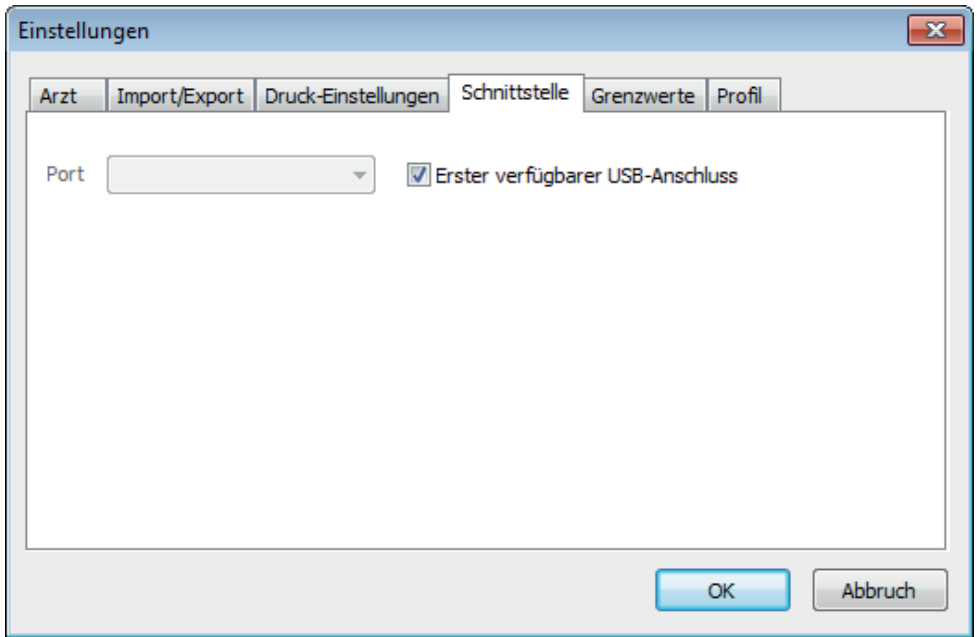 Einstellungen
Arzt Import/Export Druck-Einstellungen Schnittstelle Grenzwerte Profil
Port Erster verfügbarer USB-Anschluss
OK Abbruch